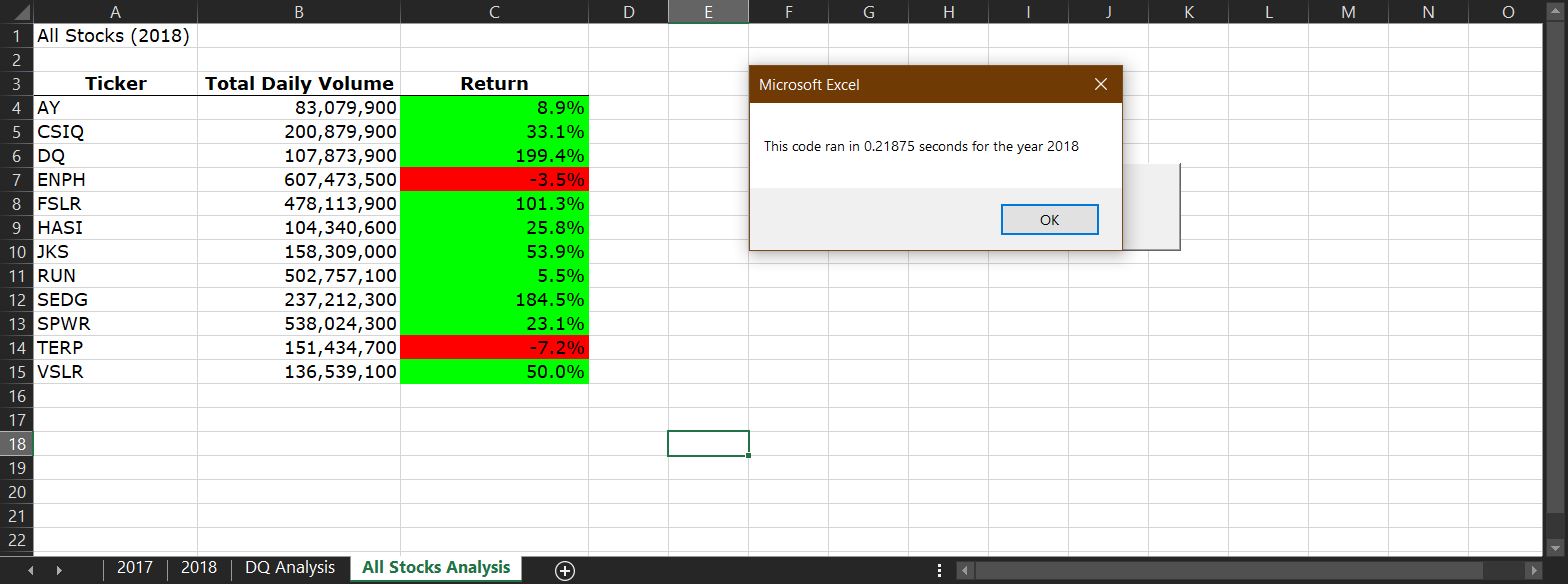 A B C D E F G H I J K L M N O
1 All Stocks (2018)
2
3 Ticker Total Daily Volume Return
4 AY 83,079,900 8.9%
5 CSIQ 200,879,900 33.1%
6 DQ 107,873,900 199.4%
7 ENPH 607,473,500 -3.5%
8 FSLR 478,113,900 101.3%
9 HASI 104,340,600 25.8%
10 JKS 158,309,000 53.9%
11 RUN 502,757,100 5.5%
12 SEDG 237,212,300 184.5%
13 SPWR 538,024,300 23.1%
14 TERP 151,434,700 -7.2%
15 VSLR 136,539,100 50.0%
16
17
18
19
20
21
22
Microsoft Excel
This code ran in 0.21875 seconds for the year 2018
OK
2017 2018 DQ Analysis All Stocks Analysis